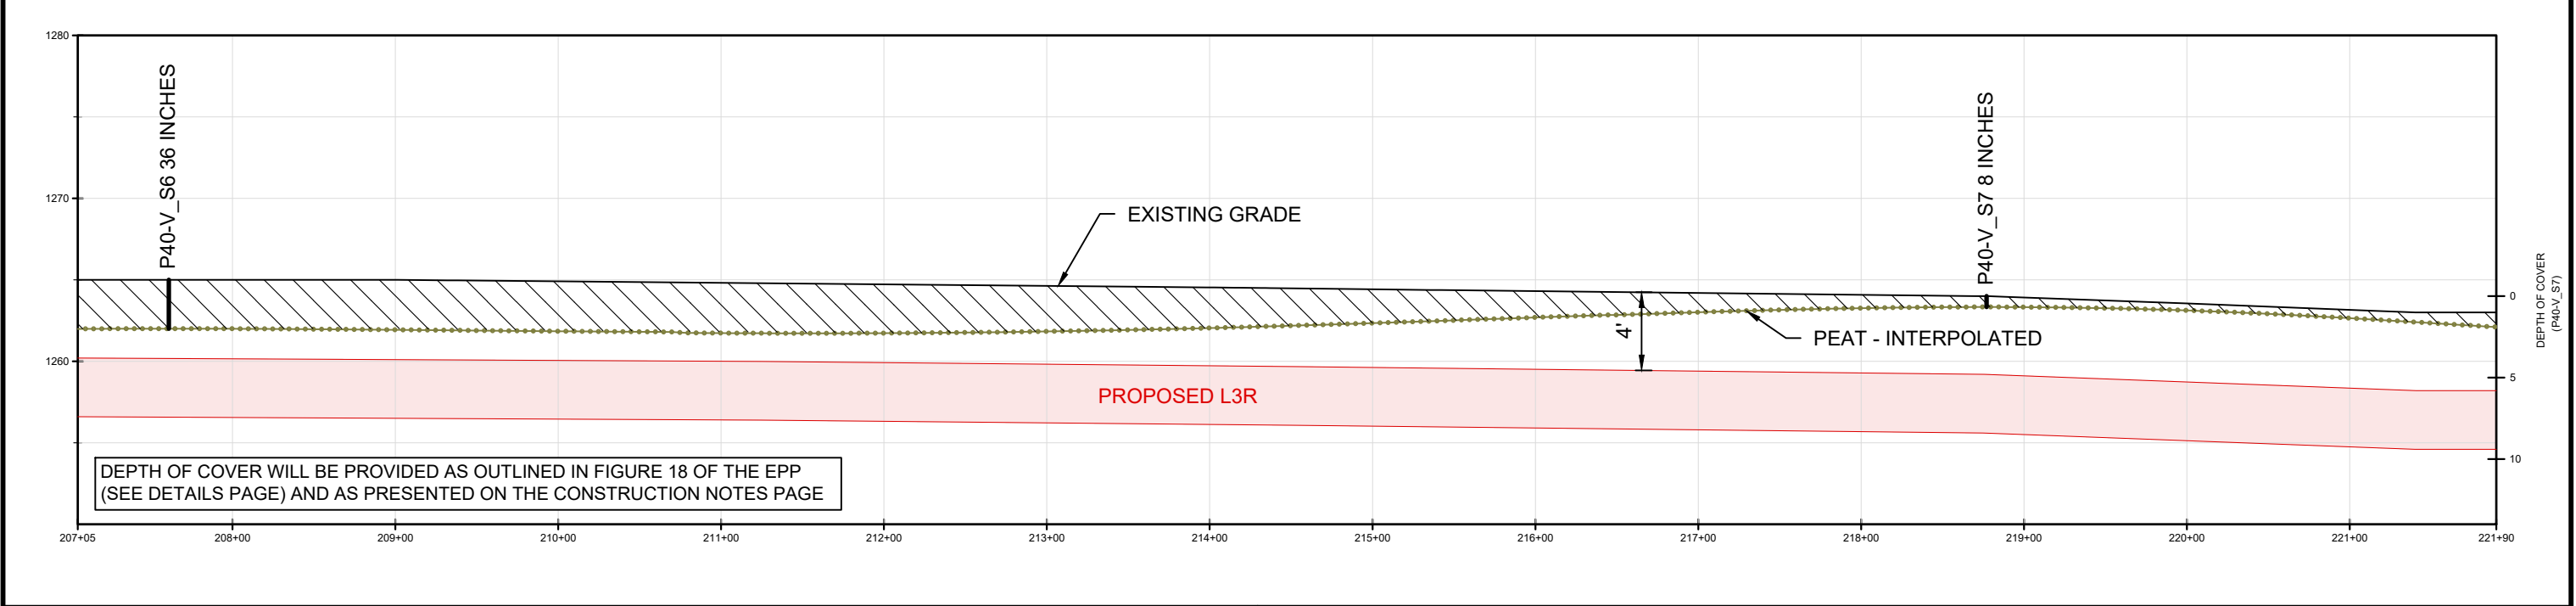 1280
1270
1260
P40-V_S6 36 INCHES
EXISTING GRADE
P40-V_S7 8 INCHES
4'
PEAT - INTERPOLATED
PROPOSED L3R
0
5
10
DEPTH OF COVER
(P40-V_S7)
DEPTH OF COVER WILL BE PROVIDED AS OUTLINED IN FIGURE 18 OF THE EPP
(SEE DETAILS PAGE) AND AS PRESENTED ON THE CONSTRUCTION NOTES PAGE
207+05 208+00 209+00 210+00 211+00 212+00 213+00 214+00 215+00 216+00 217+00 218+00 219+00 220+00 221+00 221+90